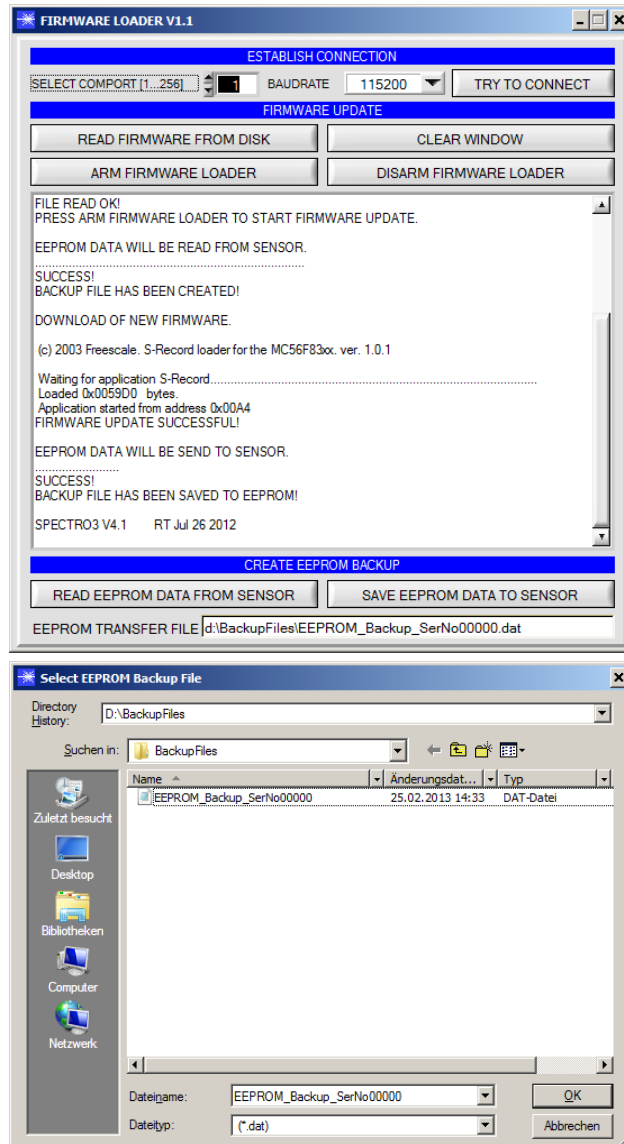 FIRMWARE LOADER V1.1
ESTABLISH CONNECTION
SELECT COMPORT [1...256] 1 BAUDRATE 115200 TRY TO CONNECT
FIRMWARE UPDATE
READ FIRMWARE FROM DISK CLEAR WINDOW
ARM FIRMWARE LOADER DISARM FIRMWARE LOADER
FILE READ OK!
PRESS ARM FIRMWARE LOADER TO START FIRMWARE UPDATE.
EEPROM DATA WILL BE READ FROM SENSOR.
................................................................................
SUCCESS!
BACKUP FILE HAS BEEN CREATED!
DOWNLOAD OF NEW FIRMWARE.
(c) 2003 Freescale. S-Record loader for the MC56F83xx. ver. 1.0.1
Waiting for application S-Record................................................................................
Loaded 0x0059D0 bytes.
Application started from address 0x00A4
FIRMWARE UPDATE SUCCESSFUL!
EEPROM DATA WILL BE SEND TO SENSOR.
.........................
SUCCESS!
BACKUP FILE HAS BEEN SAVED TO EEPROM!
SPECTRO3 V4.1 RT Jul 26 2012
CREATE EEPROM BACKUP
READ EEPROM DATA FROM SENSOR SAVE EEPROM DATA TO SENSOR
EEPROM TRANSFER FILE d:\BackupFiles\EEPROM_Backup_SerNo00000.dat
Select EEPROM Backup File
Directory
History: D:\BackupFiles
Suchen in: BackupFiles
Name Änderungsdat... Typ
EEPROM_Backup_SerNo00000 25.02.2013 14:33 DAT-Datei
Zuletzt besucht
Desktop
Bibliotheken
Computer
Netzwerk
Dateiname: EEPROM_Backup_SerNo00000 OK
Dateityp: (*.dat) Abbrechen